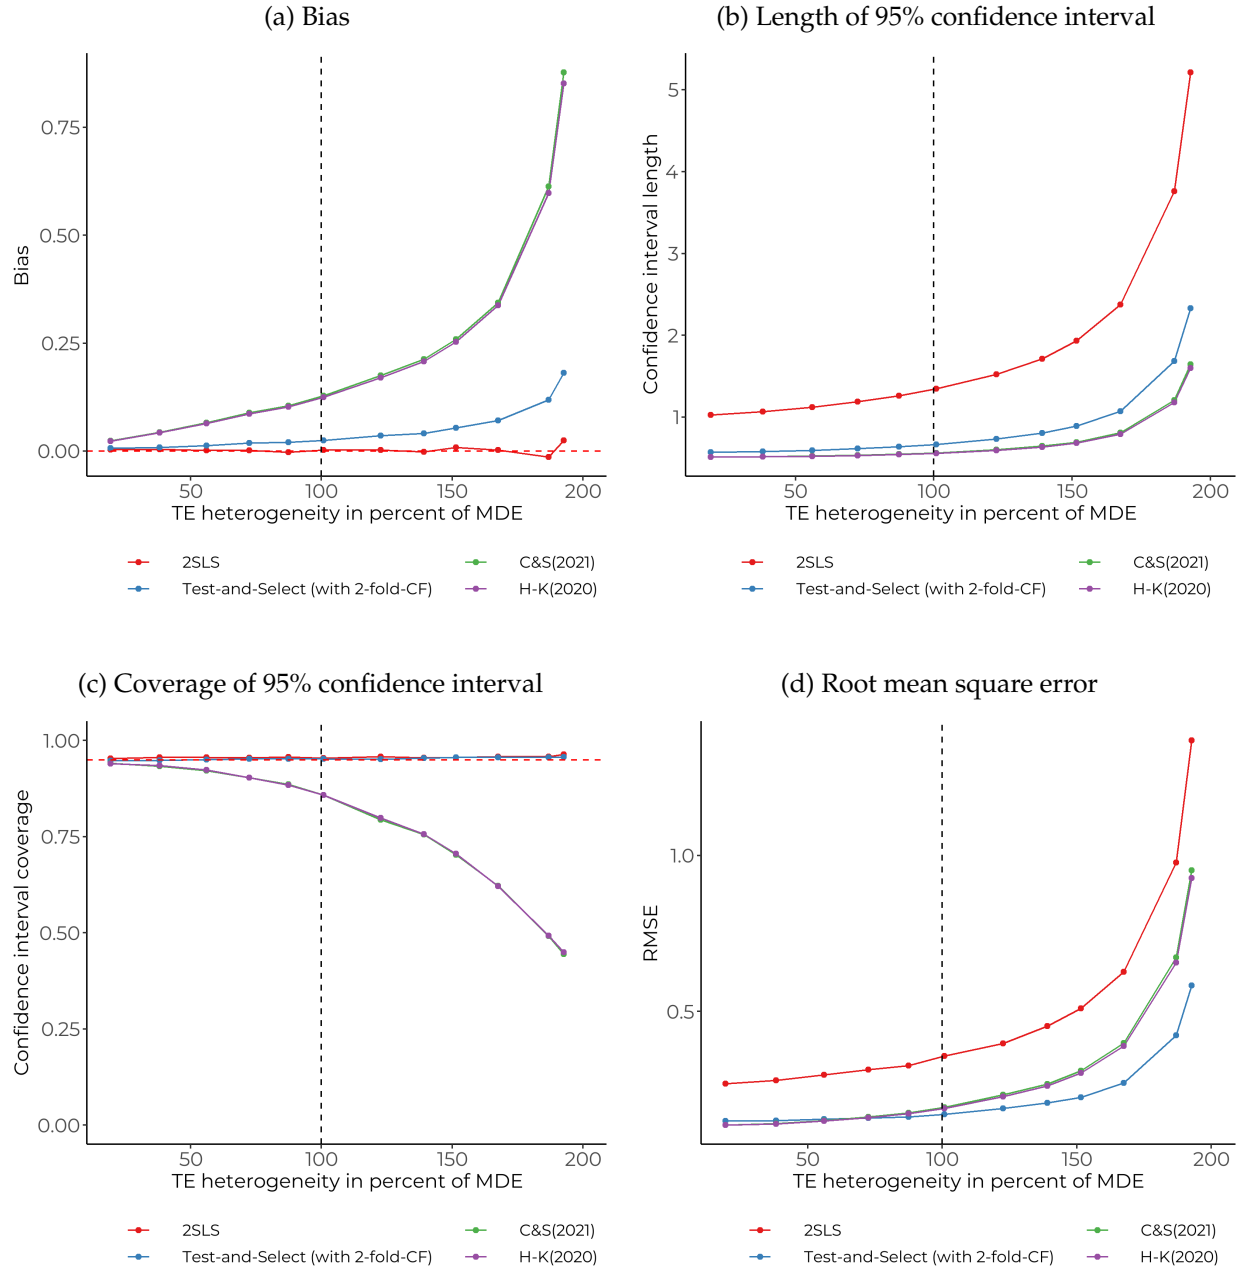 (a) Bias
0.75
0.50
0.25
0.00
Bias
50 100 150 200
TE heterogeneity in percent of MDE
2SLS C&S(2021)
Test-and-Select (with 2-fold-CF) H-K(2020)
(b) Length of 95% confidence interval
5
4
3
2
1
Confidence interval length
50 100 150 200
TE heterogeneity in percent of MDE
2SLS C&S(2021)
Test-and-Select (with 2-fold-CF) H-K(2020)
(c) Coverage of 95% confidence interval
1.00
0.75
0.50
0.25
0.00
Confidence interval coverage
50 100 150 200
TE heterogeneity in percent of MDE
2SLS C&S(2021)
Test-and-Select (with 2-fold-CF) H-K(2020)
(d) Root mean square error
1.0
0.5
RMSE
50 100 150 200
TE heterogeneity in percent of MDE
2SLS C&S(2021)
Test-and-Select (with 2-fold-CF) H-K(2020)